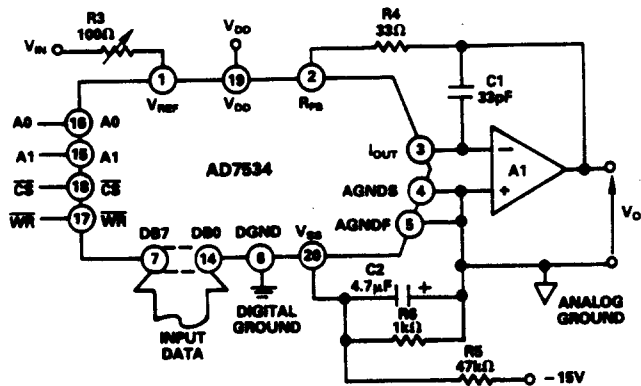 R3
100Ω
VIN
VDD
R4
33Ω
1
19
2
VREF
VDD
RFB
C1
33pF
A0
16
A0
A1
15
A1
CS
18
CS
WR
17
WR
AD7534
IOUT
3
AGNDS
4
AGNDF
5
−
+
A1
VO
DB7
DB0
DGND
VSS
7
14
6
20
INPUT
DATA
DIGITAL
GROUND
C2
4.7μF
+
R6
1kΩ
R5
47kΩ
−15V
ANALOG
GROUND